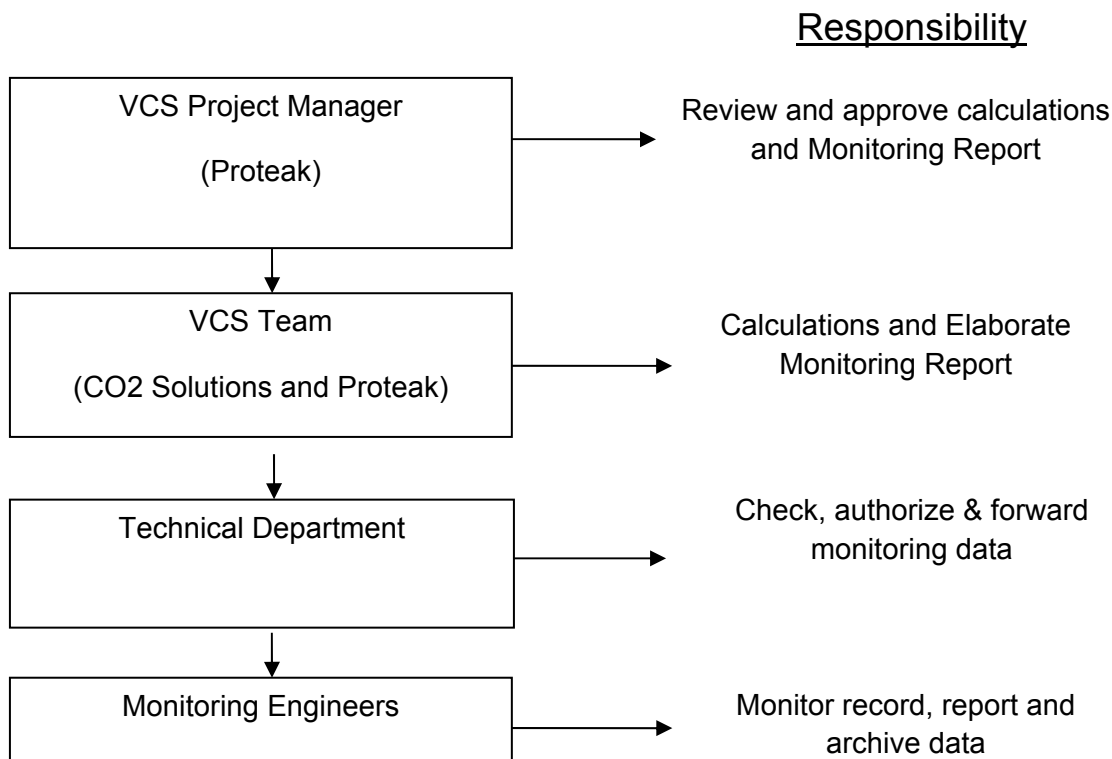 Responsibility
VCS Project Manager
(Proteak)
Review and approve calculations
and Monitoring Report
VCS Team
(CO2 Solutions and Proteak)
Calculations and Elaborate
Monitoring Report
Technical Department
Check, authorize & forward
monitoring data
Monitoring Engineers
Monitor record, report and
archive data